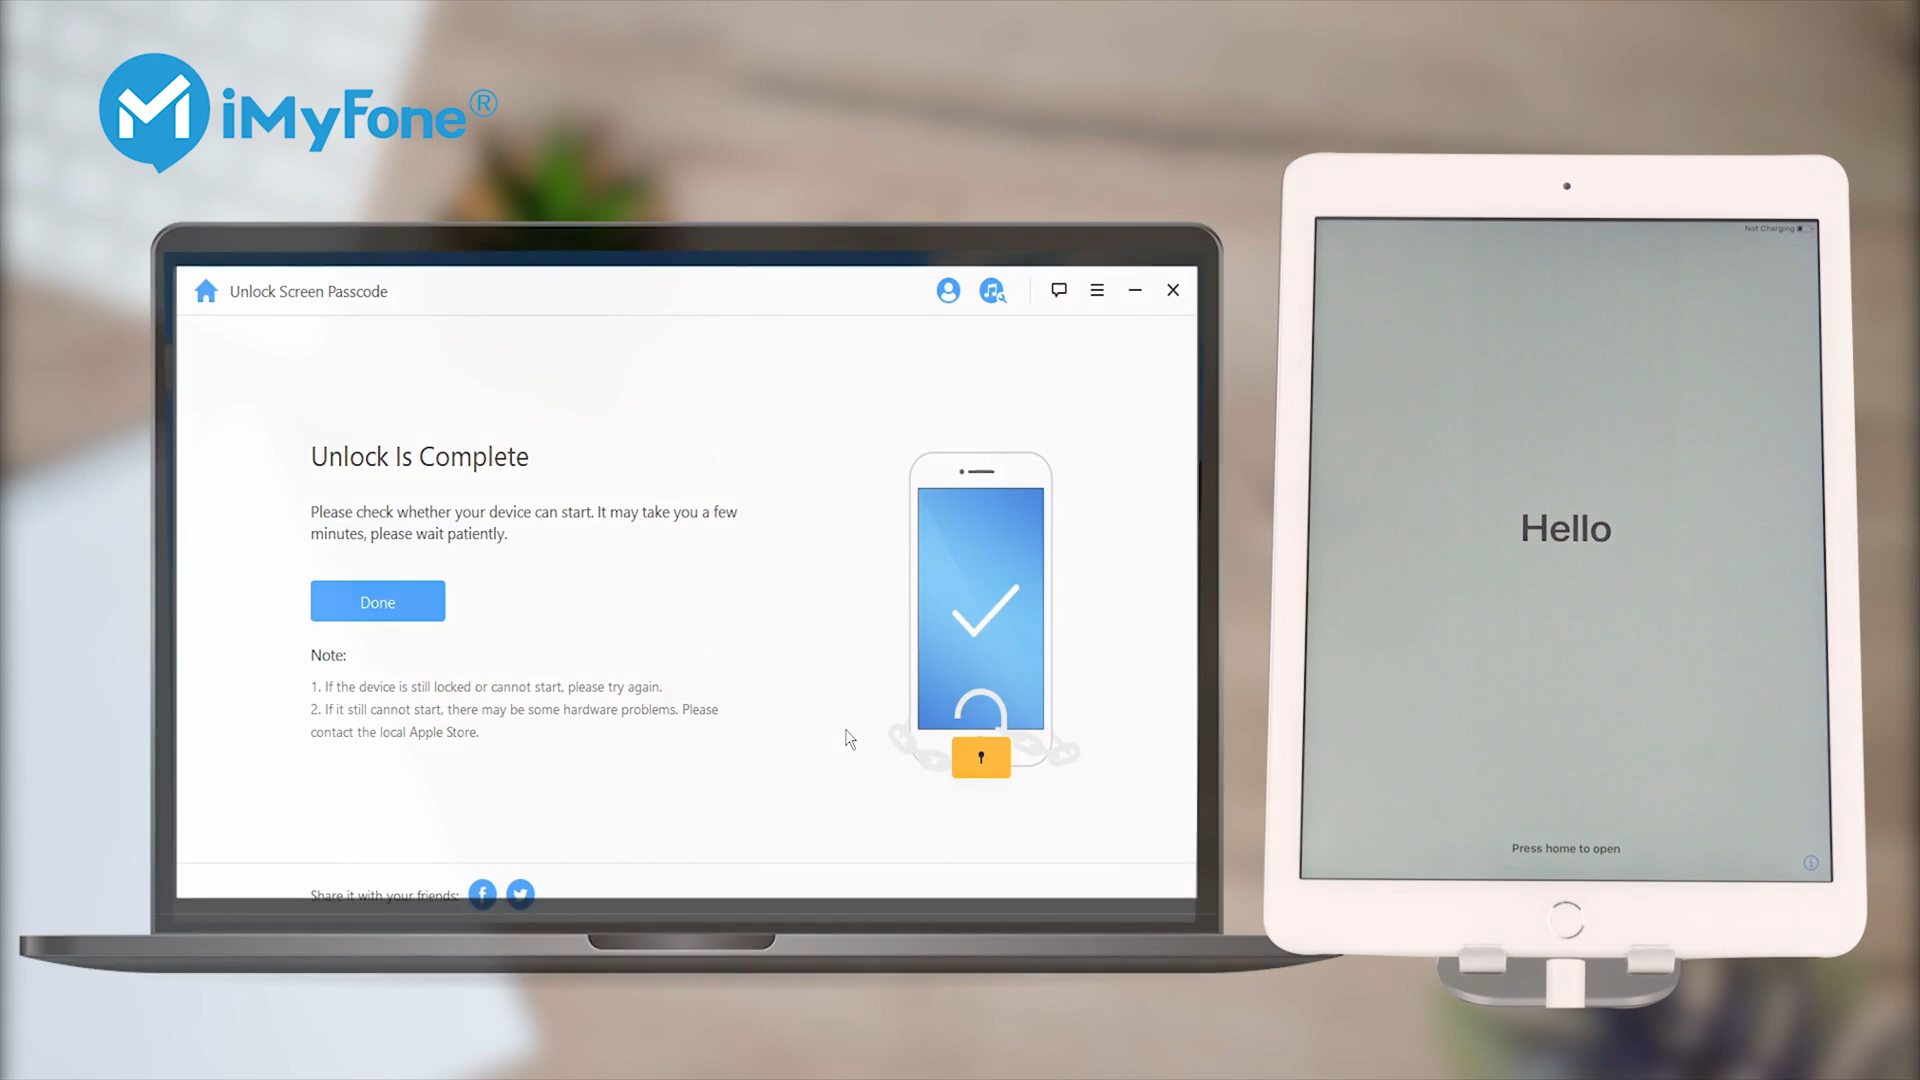 iMyFone®
Unlock Screen Passcode
Unlock Is Complete
Please check whether your device can start. It may take you a few
minutes, please wait patiently.
Done
Note:
1. If the device is still locked or cannot start, please try again.
2. If it still cannot start, there may be some hardware problems. Please
contact the local Apple Store.
Share it with your friends:
Not Charging
Hello
Press home to open